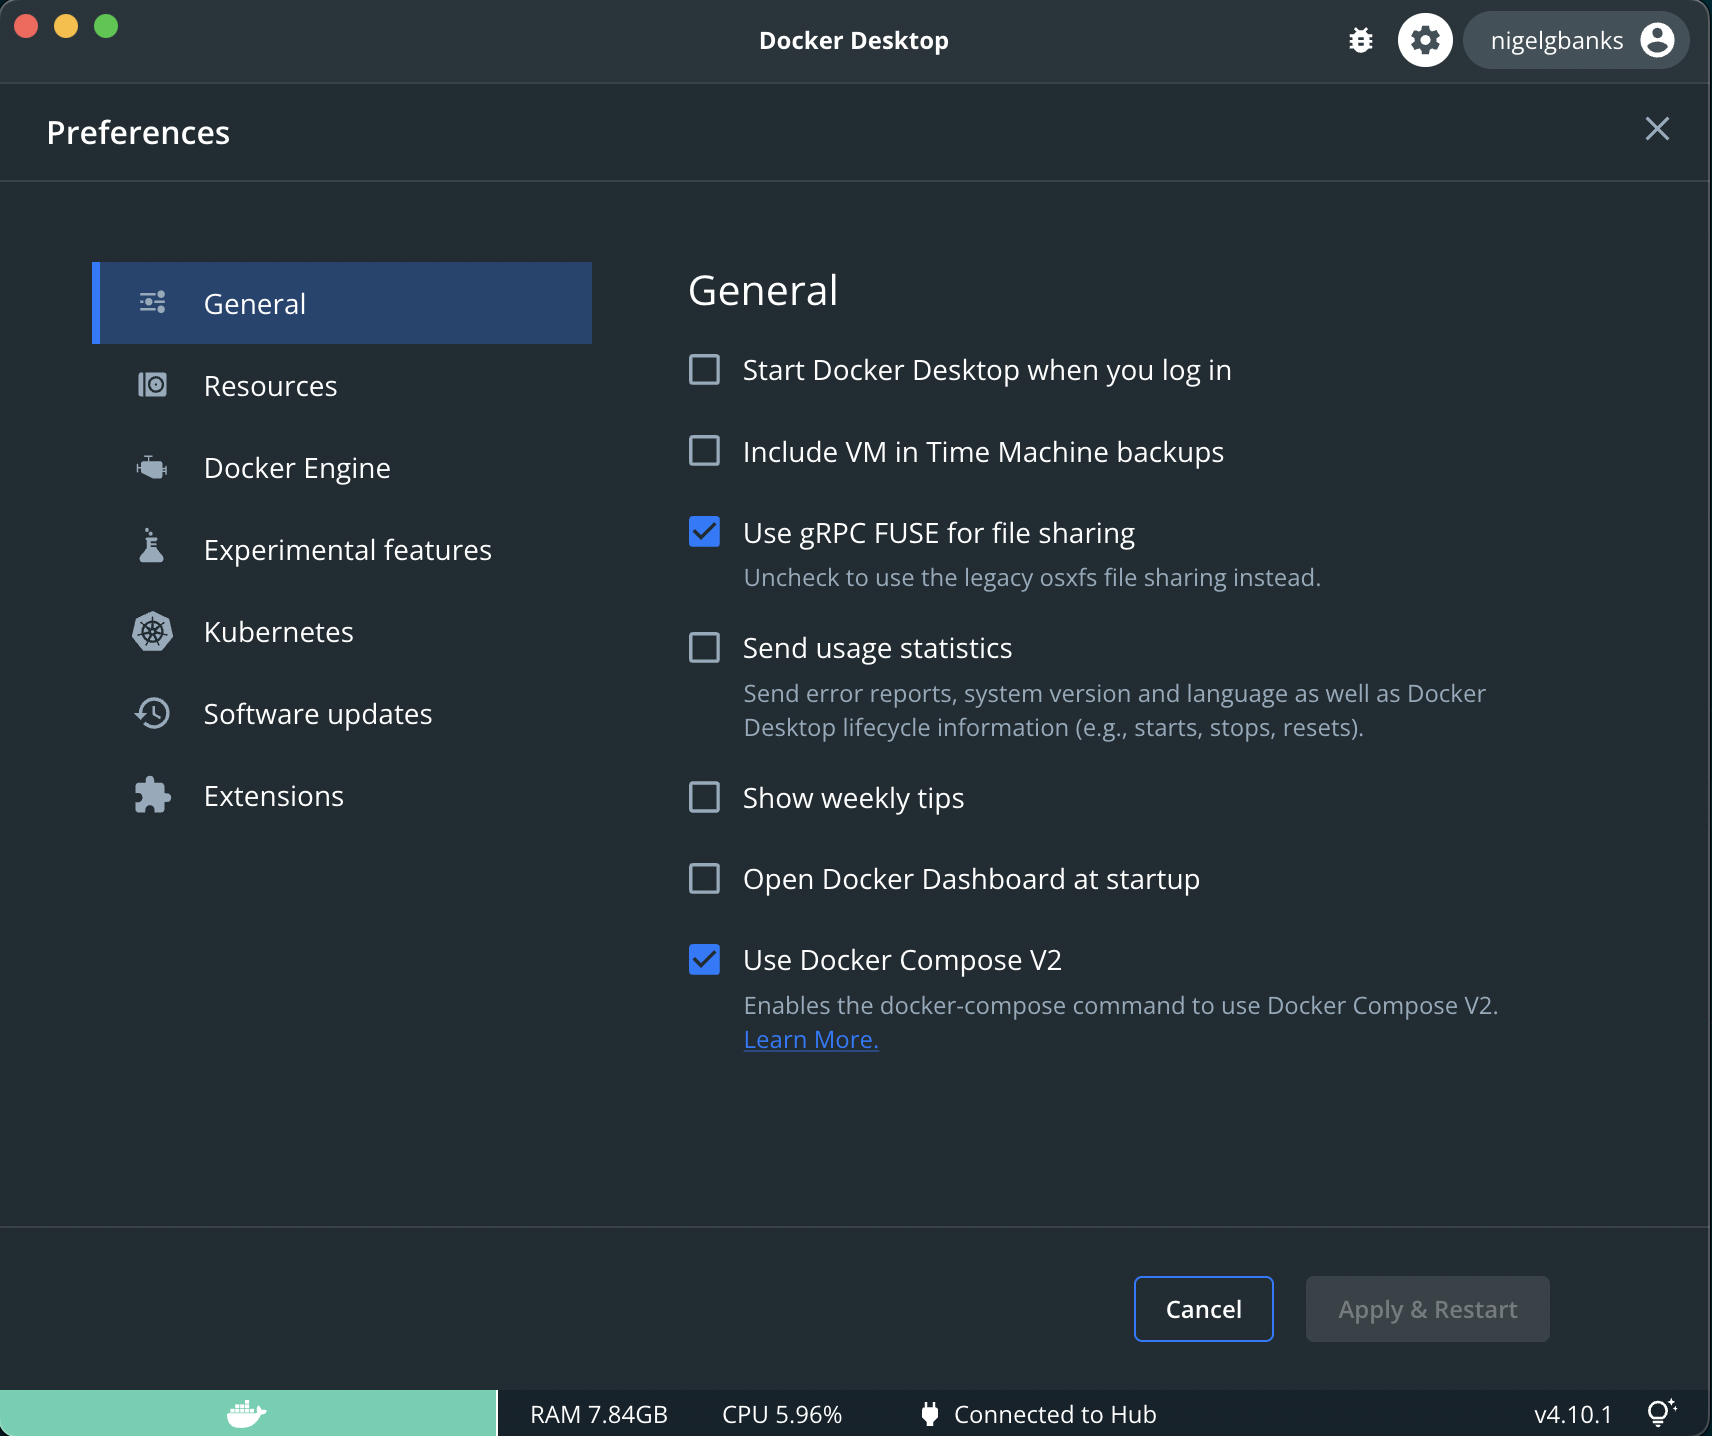 Docker Desktop
nigelgbanks
Preferences
General
Resources
Docker Engine
Experimental features
Kubernetes
Software updates
Extensions
General
Start Docker Desktop when you log in
Include VM in Time Machine backups
Use gRPC FUSE for file sharing
Uncheck to use the legacy osxfs file sharing instead.
Send usage statistics
Send error reports, system version and language as well as Docker
Desktop lifecycle information (e.g., starts, stops, resets).
Show weekly tips
Open Docker Dashboard at startup
Use Docker Compose V2
Enables the docker-compose command to use Docker Compose V2.
Learn More.
Cancel
Apply & Restart
RAM 7.84GB
CPU 5.96%
Connected to Hub
v4.10.1